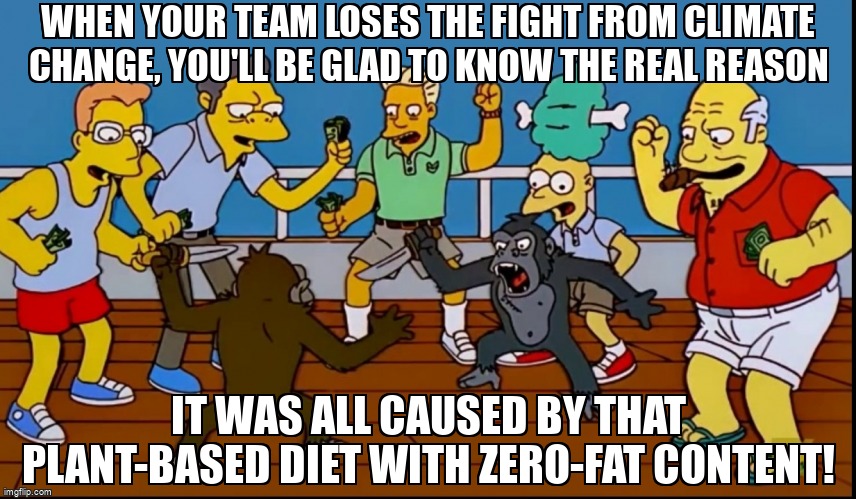 WHEN YOUR TEAM LOSES THE FIGHT FROM CLIMATE
CHANGE, YOU'LL BE GLAD TO KNOW THE REAL REASON
IT WAS ALL CAUSED BY THAT
PLANT-BASED DIET WITH ZERO-FAT CONTENT!
imgflip.com